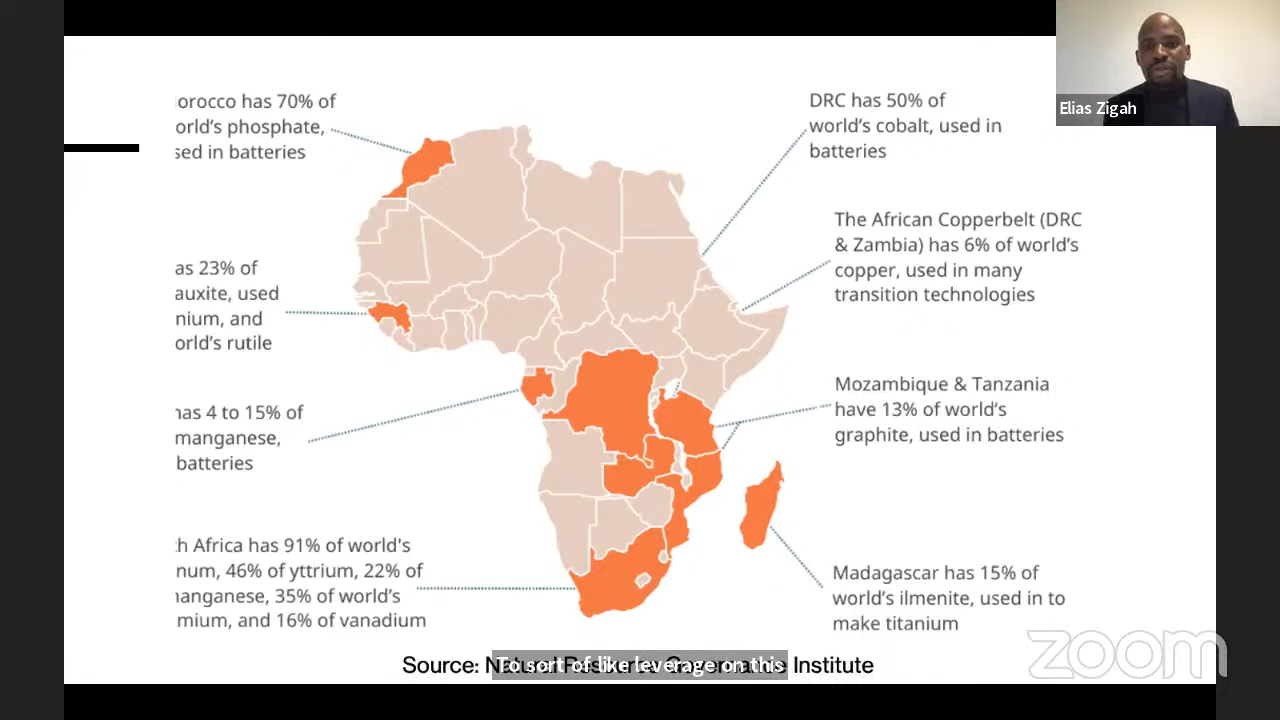 orocco has 70% of
orld's phosphate,
sed in batteries
as 23% of
auxite, used
nium, and
orld's rutile
nas 4 to 15% of
manganese,
batteries
h Africa has 91% of world's
num, 46% of yttrium, 22% of
nanganese, 35% of world's
mium, and 16% of vanadium
DRC has 50% of
world's cobalt, used in
batteries
The African Copperbelt (DRC
& Zambia) has 6% of world's
copper, used in many
transition technologies
Mozambique & Tanzania
have 13% of world's
graphite, used in batteries
Madagascar has 15% of
world's ilmenite, used in to
make titanium
Source: Natural Resource Governance Institute
To sort of like leverage on this
Elias Zigah
zoom